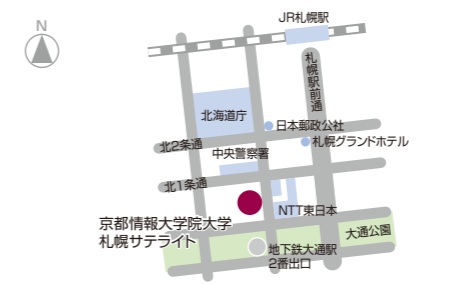 N
JR札幌駅
札幌駅前通
北海道庁
日本郵政公社
北2条通
札幌グランドホテル
中央警察署
北1条通
NTT東日本
京都情報大学院大学
札幌サテライト
大通公園
地下鉄大通駅
2番出口